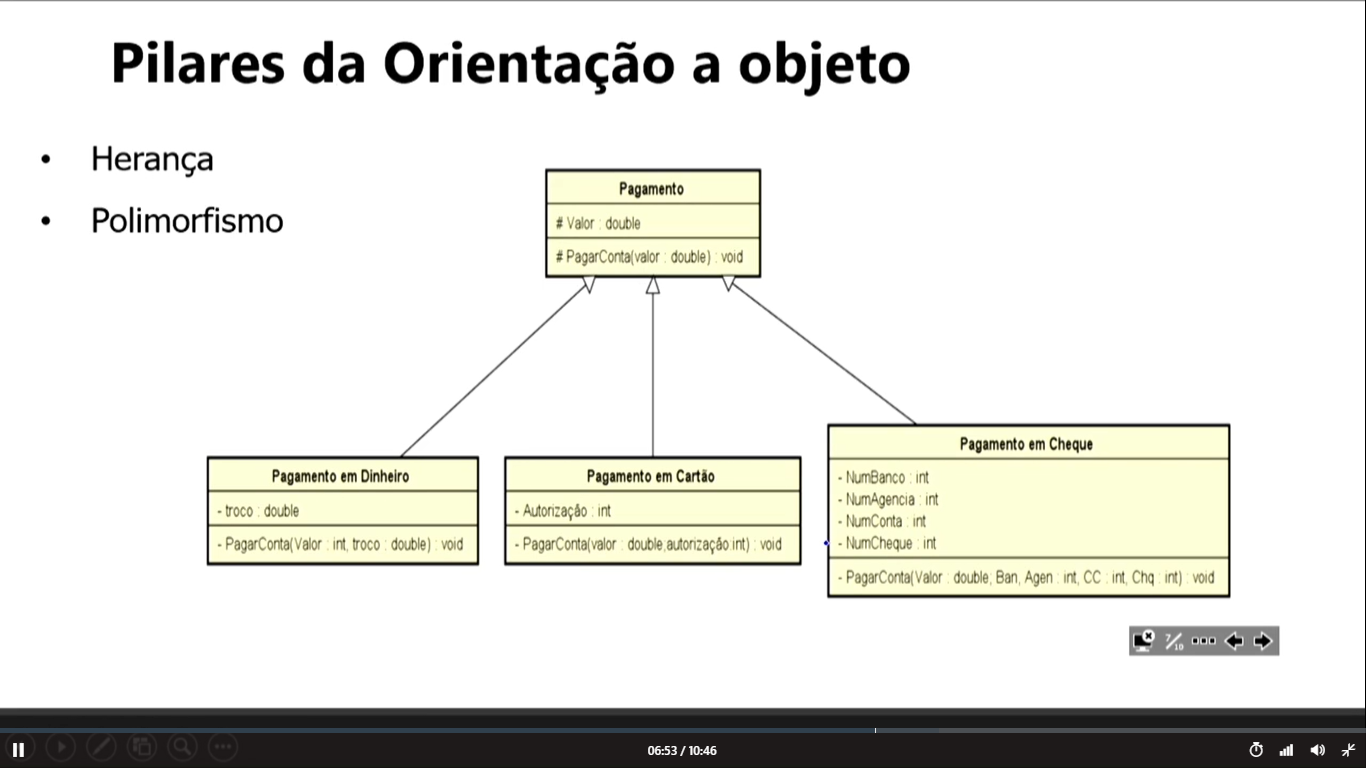 Pilares da Orientação a objeto
• Herança
• Polimorfismo
Pagamento
# Valor : double
# PagarConta(valor : double) : void
Pagamento em Dinheiro
- troco : double
- PagarConta(Valor : int, troco : double) : void
Pagamento em Cartão
- Autorização : int
- PagarConta(valor : double,autorização:int) : void
Pagamento em Cheque
- NumBanco : int
- NumAgencia : int
- NumConta : int
- NumCheque : int
- PagarConta(Valor : double, Ban, Agen : int, CC : int, Chq : int) : void
7/10
06:53 / 10:46